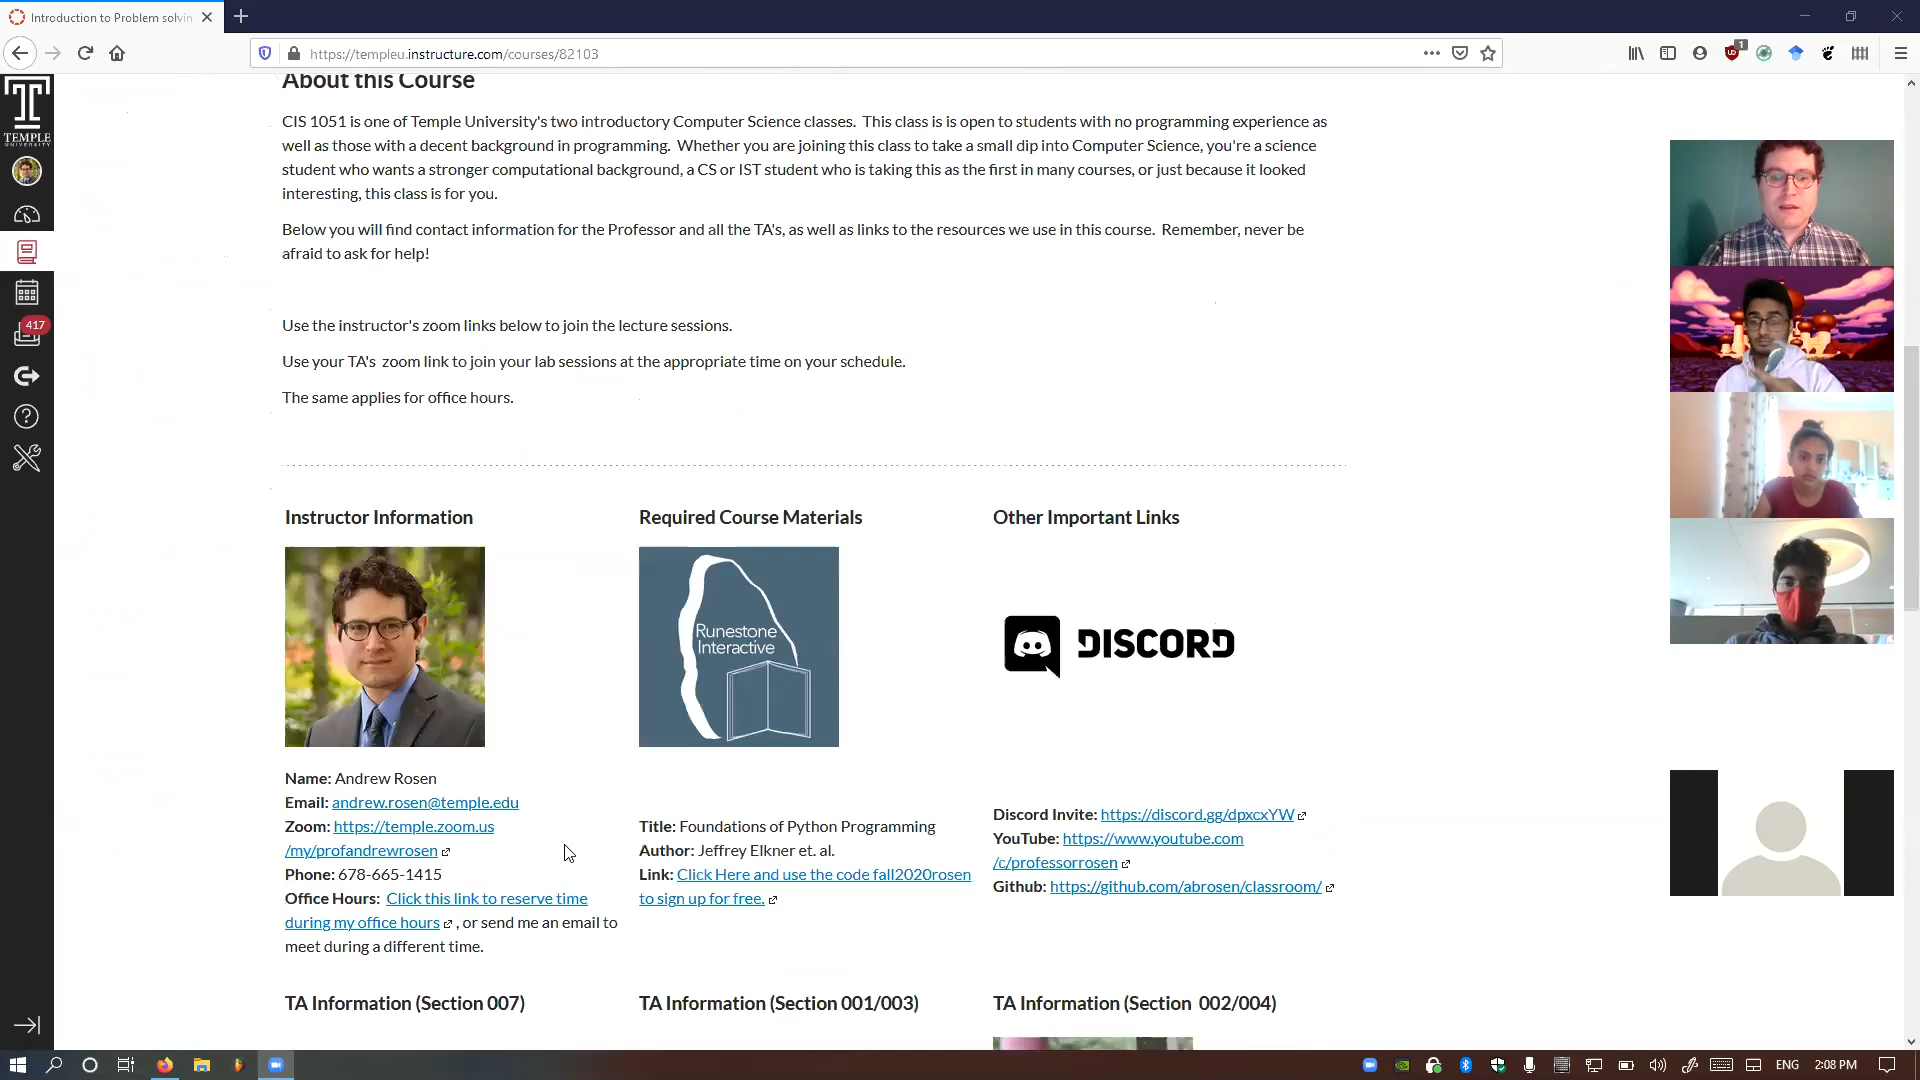 Introduction to Problem solvin
https://templeu.instructure.com/courses/82103
1
TEMPLE
UNIVERSITY
417
About this Course
CIS 1051 is one of Temple University's two introductory Computer Science classes. This class is is open to students with no programming experience as
well as those with a decent background in programming. Whether you are joining this class to take a small dip into Computer Science, you're a science
student who wants a stronger computational background, a CS or IST student who is taking this as the first in many courses, or just because it looked
interesting, this class is for you.
Below you will find contact information for the Professor and all the TA's, as well as links to the resources we use in this course. Remember, never be
afraid to ask for help!
Use the instructor's zoom links below to join the lecture sessions.
Use your TA's zoom link to join your lab sessions at the appropriate time on your schedule.
The same applies for office hours.
Instructor Information
Name: Andrew Rosen
Email: andrew.rosen@temple.edu
Zoom: https://temple.zoom.us
/my/profandrewrosen
Phone: 678-665-1415
Office Hours: Click this link to reserve time
during my office hours , or send me an email to
meet during a different time.
Required Course Materials
Runestone
Interactive
Title: Foundations of Python Programming
Author: Jeffrey Elkner et. al.
Link: Click Here and use the code fall2020rosen
to sign up for free.
Other Important Links
DISCORD
Discord Invite: https://discord.gg/dpxcxYW
YouTube: https://www.youtube.com
/c/professorrosen
Github: https://github.com/abrosen/classroom/
TA Information (Section 007)
TA Information (Section 001/003)
TA Information (Section 002/004)
ENG
2:08 PM